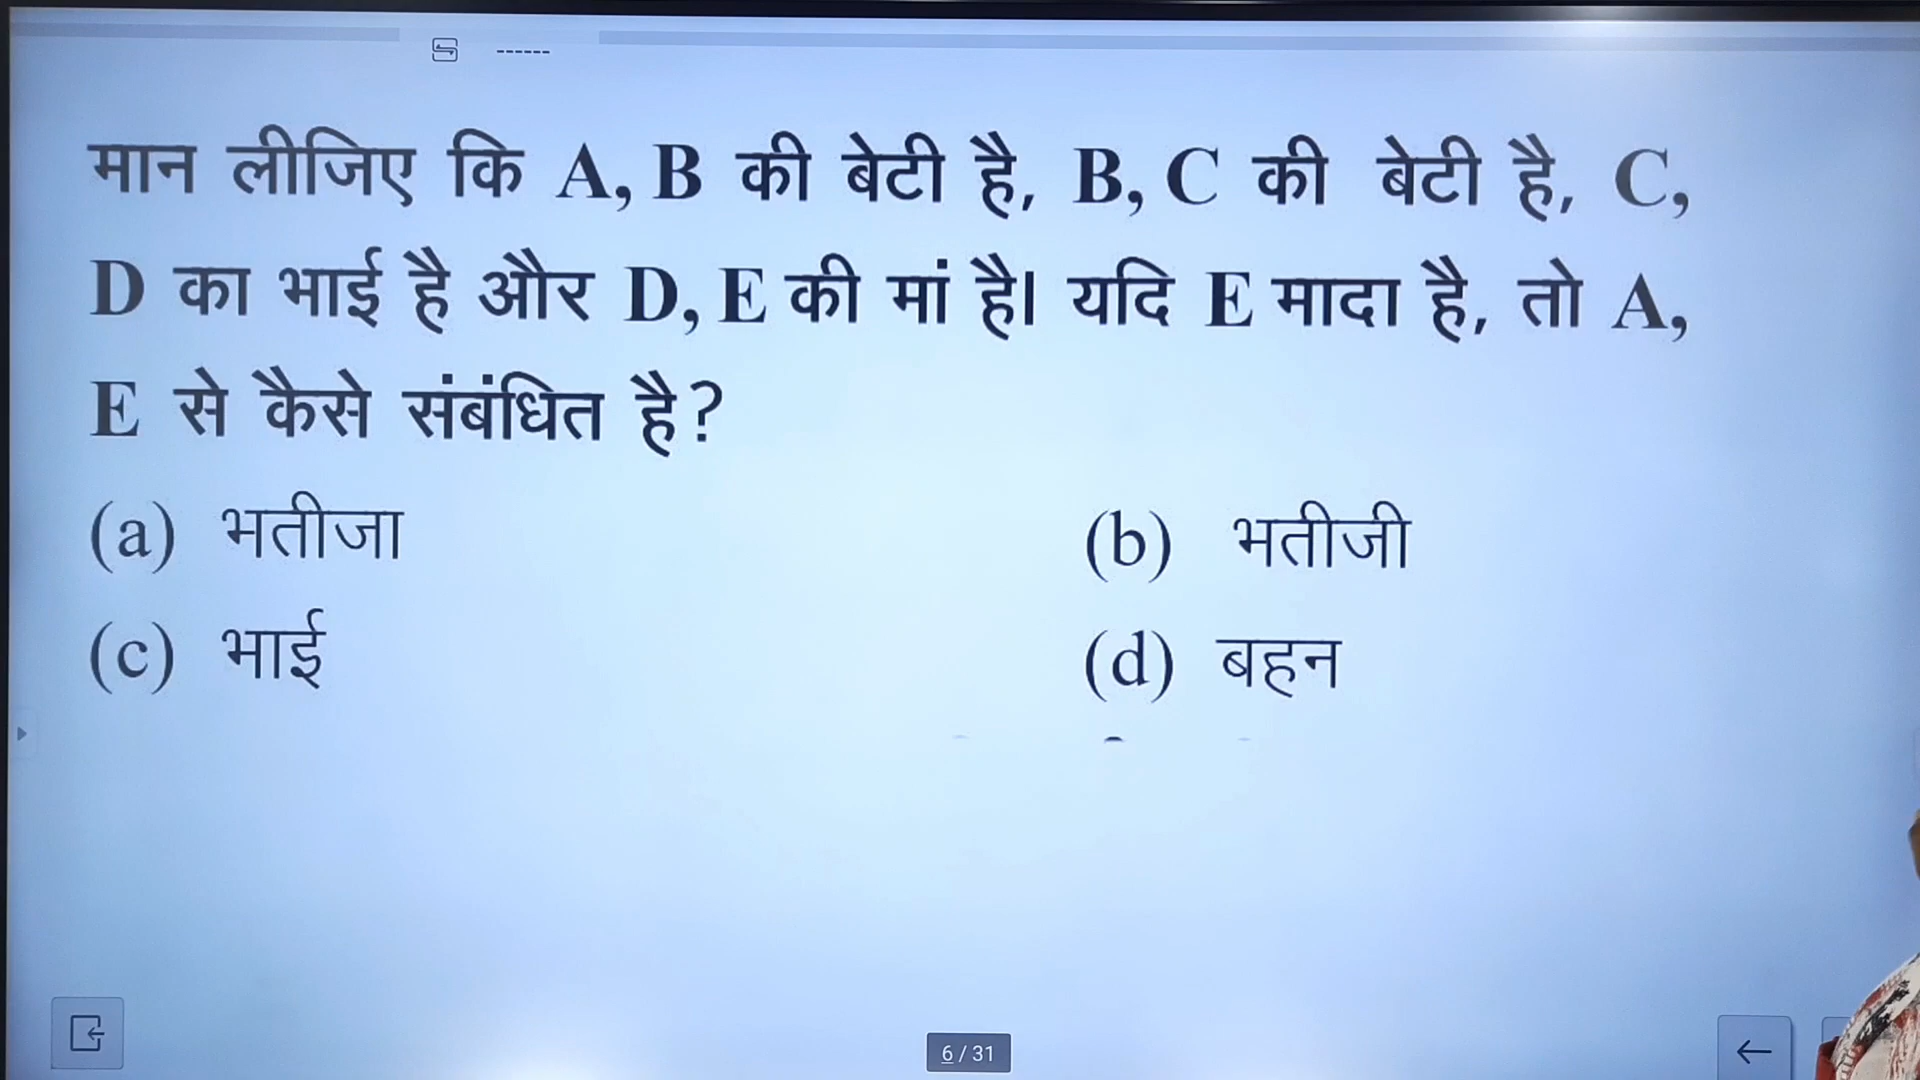 मान लीजिए कि A, B की बेटी है, B, C की बेटी है, C,
D का भाई है और D, E की मां है। यदि E मादा है, तो A,
E से कैसे संबंधित है?
(a) भतीजा (b) भतीजी
(c) भाई (d) बहन
6 / 31